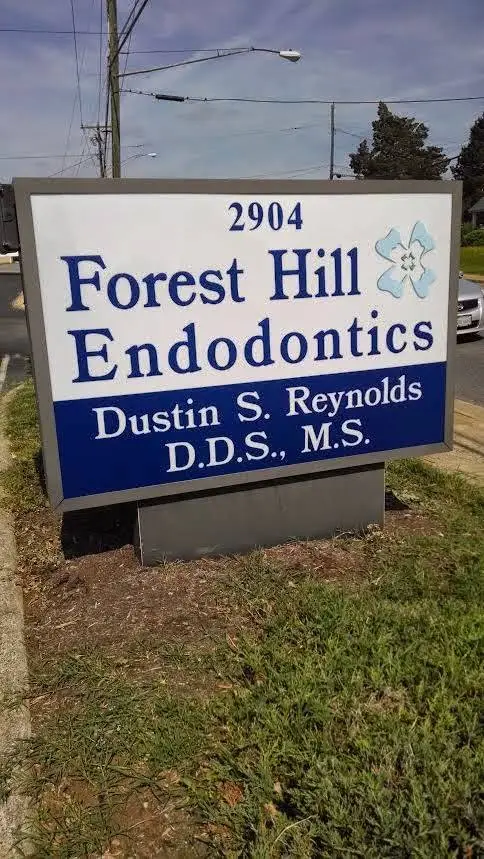 2904
Forest Hill
Endodontics
Dustin S. Reynolds
D.D.S., M.S.